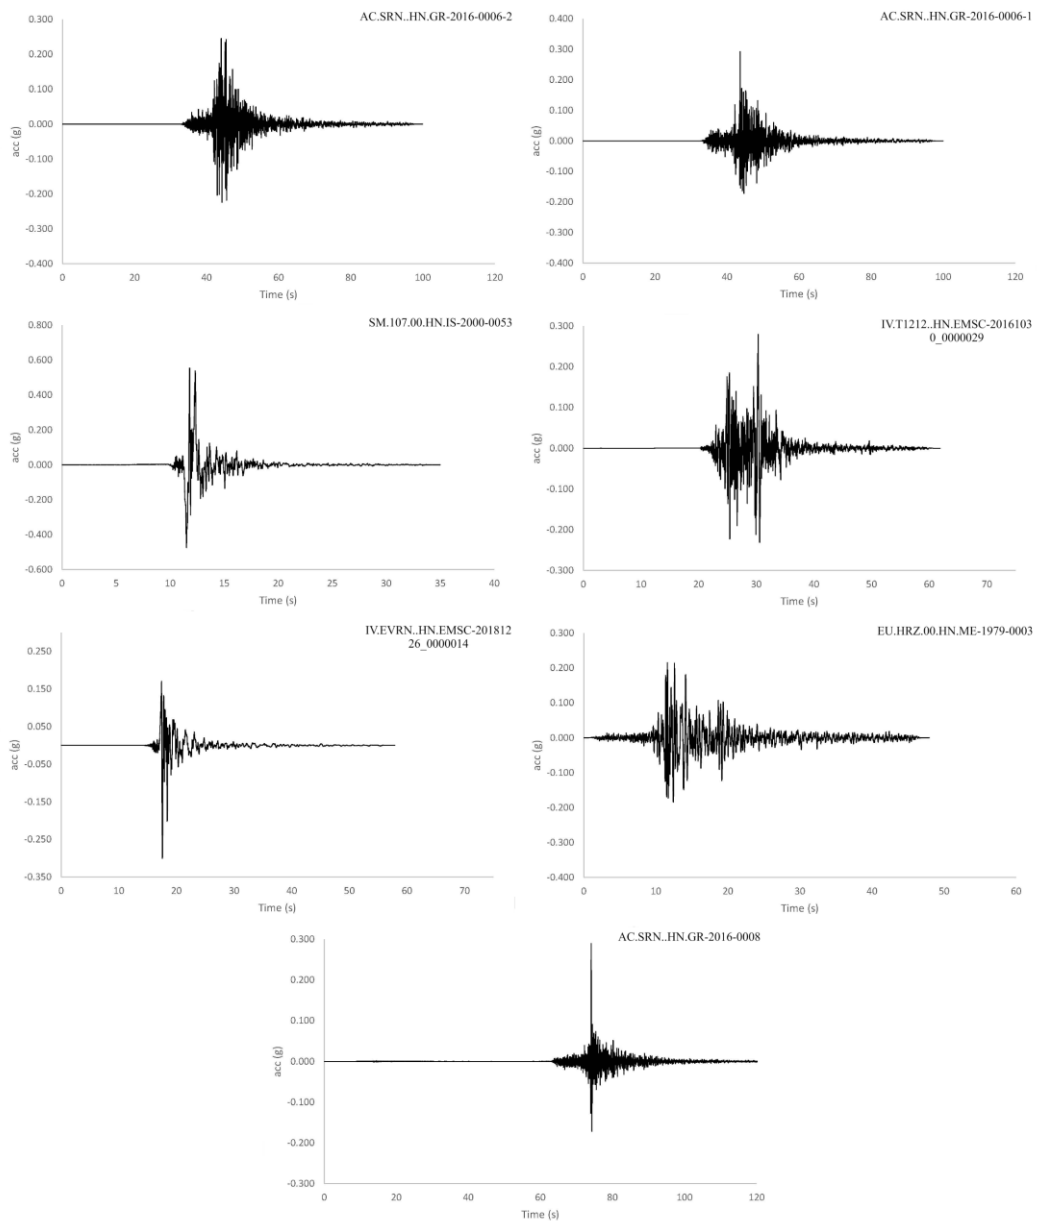 AC.SRN..HN.GR-2016-0006-2
0.300
0.200
0.100
0.000
-0.100
-0.200
-0.300
-0.400
acc (g)
0 20 40 60 80 100 120
Time (s)
AC.SRN..HN.GR-2016-0006-1
0.400
0.300
0.200
0.100
0.000
-0.100
-0.200
-0.300
-0.400
acc (g)
0 20 40 60 80 100 120
Time (s)
SM.107.00.HN.IS-2000-0053
0.800
0.600
0.400
0.200
0.000
-0.200
-0.400
-0.600
acc (g)
0 5 10 15 20 25 30 35 40
Time (s)
IV.T1212..HN.EMSC-2016103
0_0000029
0.300
0.200
0.100
0.000
-0.100
-0.200
-0.300
acc (g)
0 10 20 30 40 50 60 70
Time (s)
IV.EVRN..HN.EMSC-201812
26_0000014
0.250
0.150
0.050
-0.050
-0.150
-0.250
-0.350
acc (g)
0 10 20 30 40 50 60 70
Time (s)
EU.HRZ.00.HN.ME-1979-0003
0.300
0.200
0.100
0.000
-0.100
-0.200
-0.300
-0.400
acc (g)
0 10 20 30 40 50 60
Time (s)
AC.SRN..HN.GR-2016-0008
0.300
0.200
0.100
0.000
-0.100
-0.200
-0.300
acc (g)
0 20 40 60 80 100 120
Time (s)